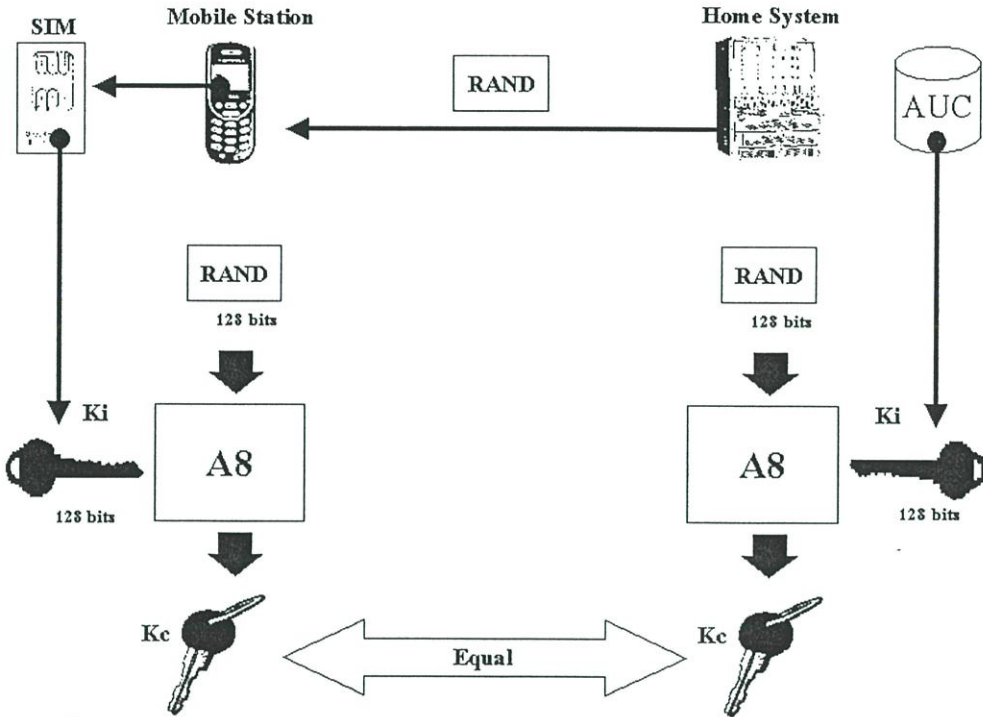 SIM
Mobile Station
Home System
RAND
AUC
RAND
128 bits
RAND
128 bits
Ki
A8
128 bits
A8
Ki
128 bits
Kc
Equal
Kc